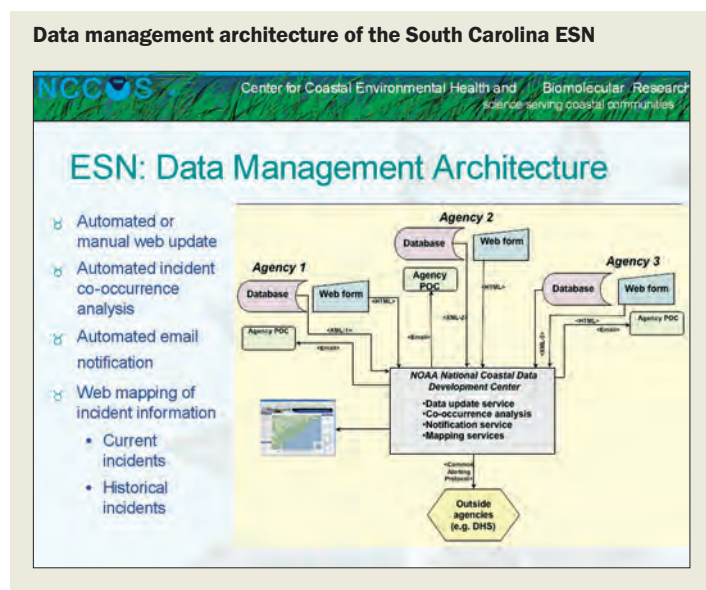 Data management architecture of the South Carolina ESN
NCCOS
Center for Coastal Environmental Health and Biomolecular Research
science serving coastal communities
ESN: Data Management Architecture
Automated or
manual web update
Automated incident
co-occurrence
analysis
Automated email
notification
Web mapping of
incident information
• Current
incidents
• Historical
incidents
Agency 1
Database
Web form
Agency POC
<HTML>
<XML-1>
<Email>
Agency 2
Database
Web form
Agency
POC
<Email>
<XML-2>
<HTML>
Agency 3
Database
Web form
Agency POC
<HTML>
<Email>
NOAA National Coastal Data
Development Center
•Data update service
•Co-occurrence analysis
•Notification service
•Mapping services
<Common
Alerting
Protocol>
Outside
agencies
(e.g. DHS)